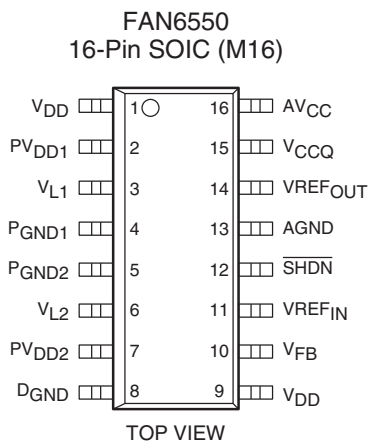 FAN6550
16-Pin SOIC (M16)
VDD 1 16 AVCC
PVDD1 2 15 VCCQ
VL1 3 14 VREFOUT
PGND1 4 13 AGND
PGND2 5 12 SHDN
VL2 6 11 VREFIN
PVDD2 7 10 VFB
DGND 8 9 VDD
TOP VIEW